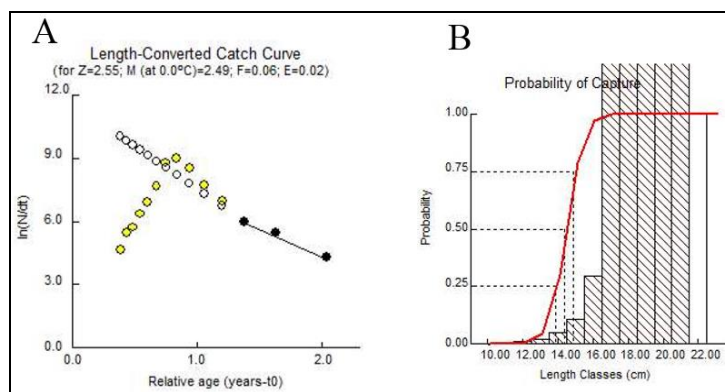 A
Length-Converted Catch Curve
(for Z=2.55; M (at 0.0ºC)=2.49; F=0.06; E=0.02)
12.0
9.0
6.0
3.0
0.0
ln(N/dt)
0.0 1.0 2.0
Relative age (years-t0)
B
Probability of Capture
1.00
0.75
0.50
0.25
0.00
Probability
10.00 12.00 14.00 16.00 18.00 20.00 22.00
Length Classes (cm)